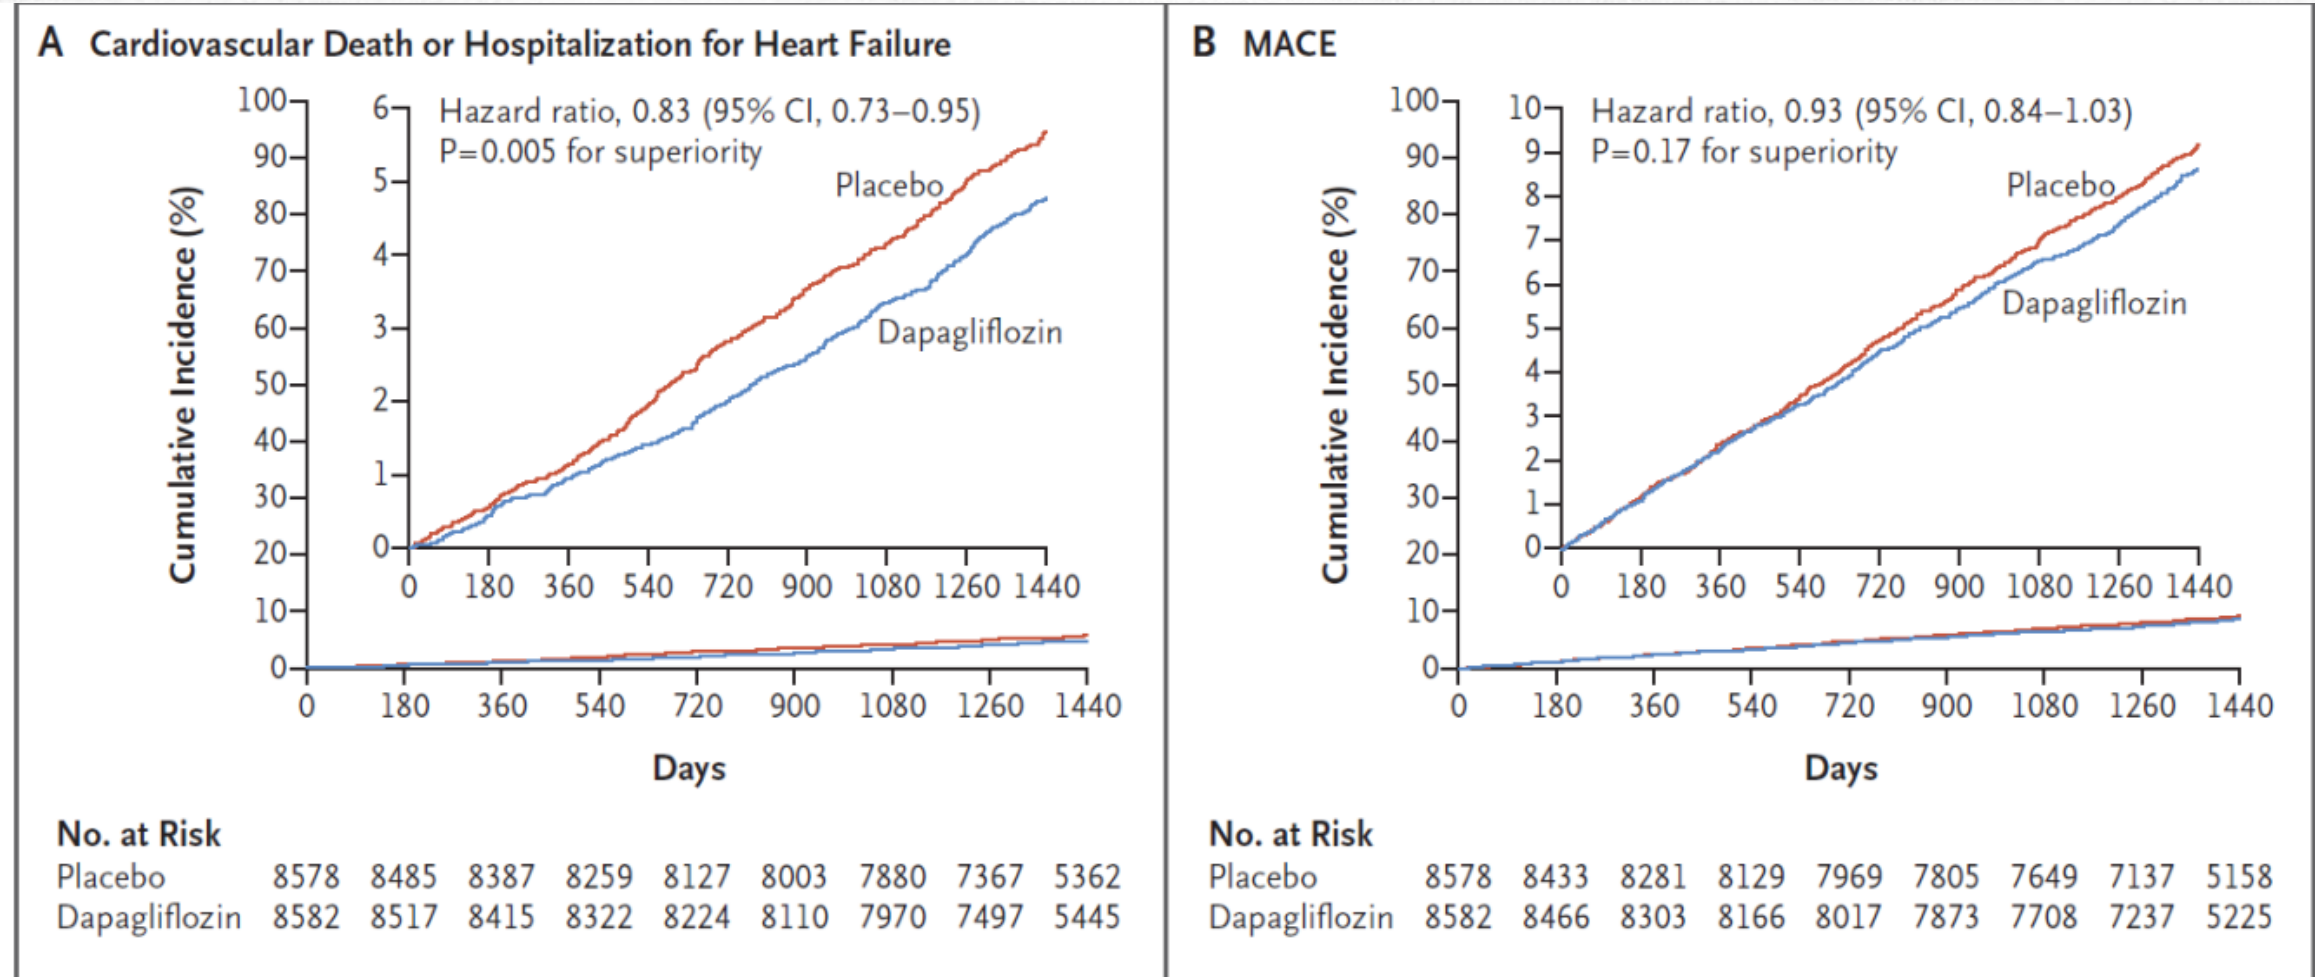 A Cardiovascular Death or Hospitalization for Heart Failure
Cumulative Incidence (%)
100
90
80
70
60
50
40
30
20
10
0
0 180 360 540 720 900 1080 1260 1440
6
5
4
3
2
1
0
0 180 360 540 720 900 1080 1260 1440
Hazard ratio, 0.83 (95% CI, 0.73–0.95)
P=0.005 for superiority
Placebo
Dapagliflozin
Days
No. at Risk
Placebo 8578 8485 8387 8259 8127 8003 7880 7367 5362
Dapagliflozin 8582 8517 8415 8322 8224 8110 7970 7497 5445
B MACE
Cumulative Incidence (%)
100
90
80
70
60
50
40
30
20
10
0
0 180 360 540 720 900 1080 1260 1440
10
9
8
7
6
5
4
3
2
1
0
0 180 360 540 720 900 1080 1260 1440
Hazard ratio, 0.93 (95% CI, 0.84–1.03)
P=0.17 for superiority
Placebo
Dapagliflozin
Days
No. at Risk
Placebo 8578 8433 8281 8129 7969 7805 7649 7137 5158
Dapagliflozin 8582 8466 8303 8166 8017 7873 7708 7237 5225